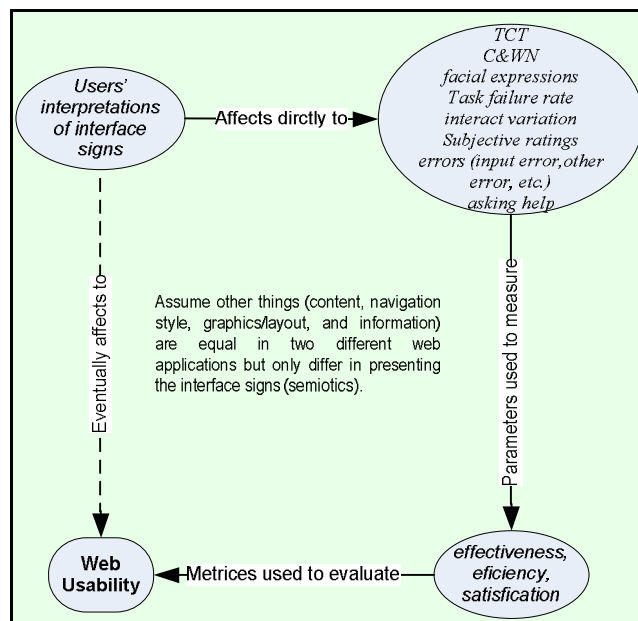 Users'
interpretations
of interface
signs
Affects dirctly to
TCT
C&WN
facial expressions
Task failure rate
interact variation
Subjective ratings
errors (input error,other
error, etc.)
asking help
Eventually affects to
Assume other things (content, navigation
style, graphics/layout, and information)
are equal in two different web
applications but only differ in presenting
the interface signs (semiotics).
Parameters used to measure
Web
Usability
Metrices used to evaluate
effectiveness,
eficiency,
satisfication